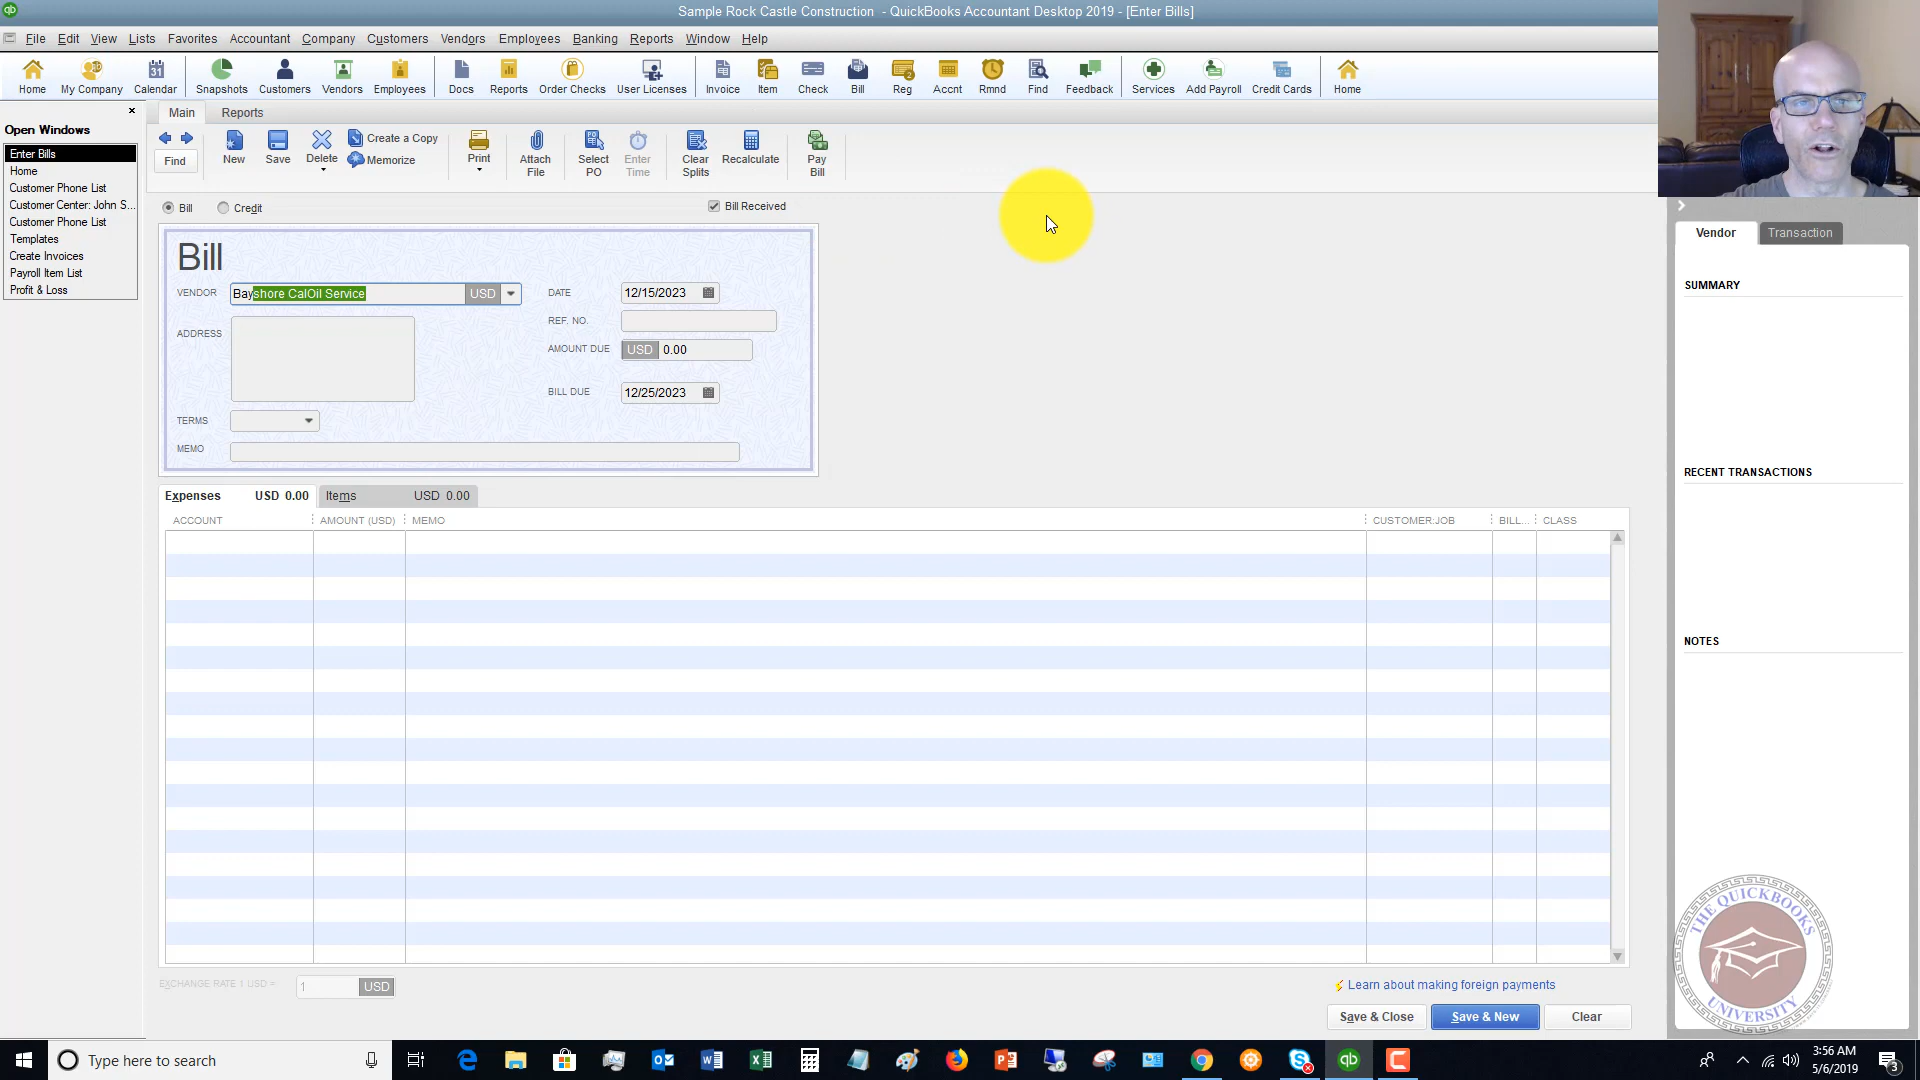 Sample Rock Castle Construction - QuickBooks Accountant Desktop 2019 - [Enter Bills]
File Edit View Lists Favorites Accountant Company Customers Vendors Employees Banking Reports Window Help
Home My Company Calendar Snapshots Customers Vendors Employees Docs Reports Order Checks User Licenses Invoice Item Check Bill Reg Accnt Rmnd Find Feedback Services Add Payroll Credit Cards Home
Open Windows
Enter Bills
Home
Customer Phone List
Customer Center: John S...
Customer Phone List
Templates
Create Invoices
Payroll Item List
Profit & Loss
Main Reports
Find
New
Save
Delete
Create a Copy
Memorize
Print
Attach
File
Select
PO
Enter
Time
Clear
Splits
Recalculate
Pay
Bill
Bill Credit Bill Received
Bill
VENDOR Bayshore CalOil Service USD
DATE 12/15/2023
REF. NO.
ADDRESS
AMOUNT DUE USD 0.00
BILL DUE 12/25/2023
TERMS
MEMO
Expenses USD 0.00 Items USD 0.00
ACCOUNT AMOUNT (USD) MEMO CUSTOMER:JOB BILL... CLASS
EXCHANGE RATE 1 USD = 1 USD
Learn about making foreign payments
Save & Close Save & New Clear
Vendor Transaction
SUMMARY
RECENT TRANSACTIONS
NOTES
THE QUICKBOOKS
UNIVERSITY
Type here to search
3:56 AM
5/6/2019
3